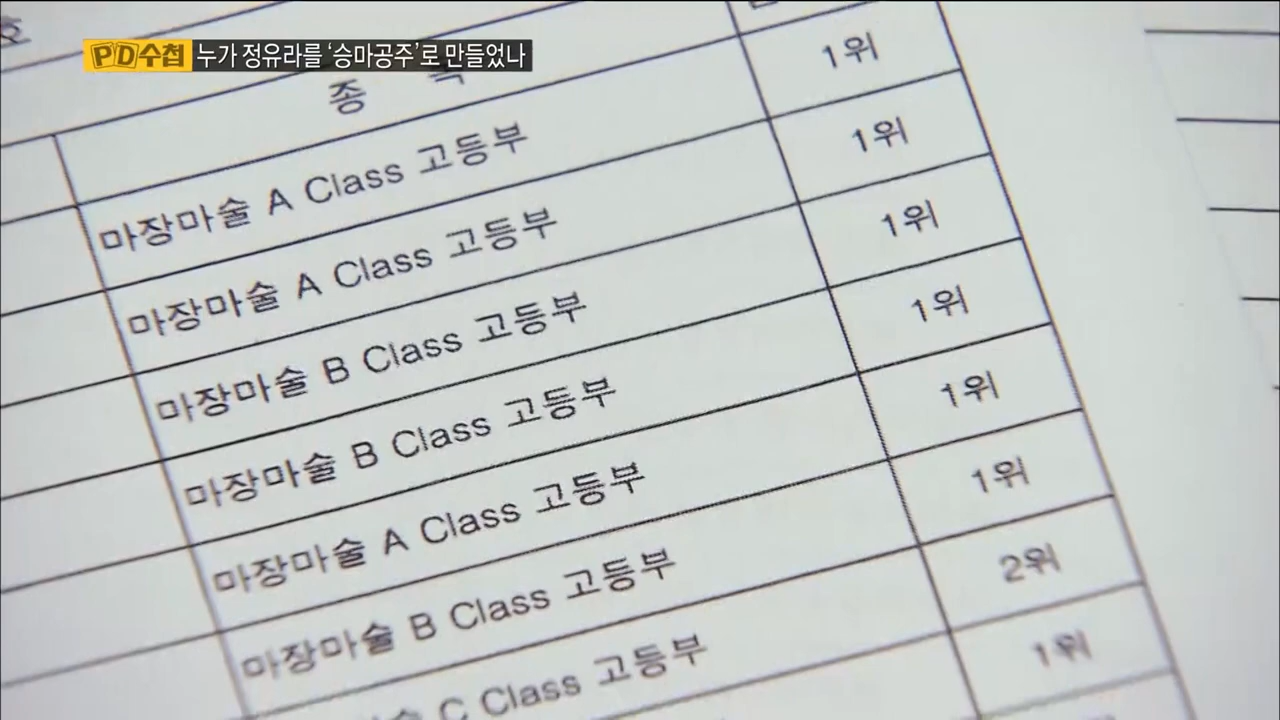 호
PD수첩 누가 정유라를 ‘승마공주’로 만들었나
종
마장마술 A Class 고등부 1위
마장마술 A Class 고등부 1위
마장마술 B Class 고등부 1위
마장마술 B Class 고등부 1위
마장마술 A Class 고등부 1위
마장마술 B Class 고등부 1위
C Class 고등부 2위
1위